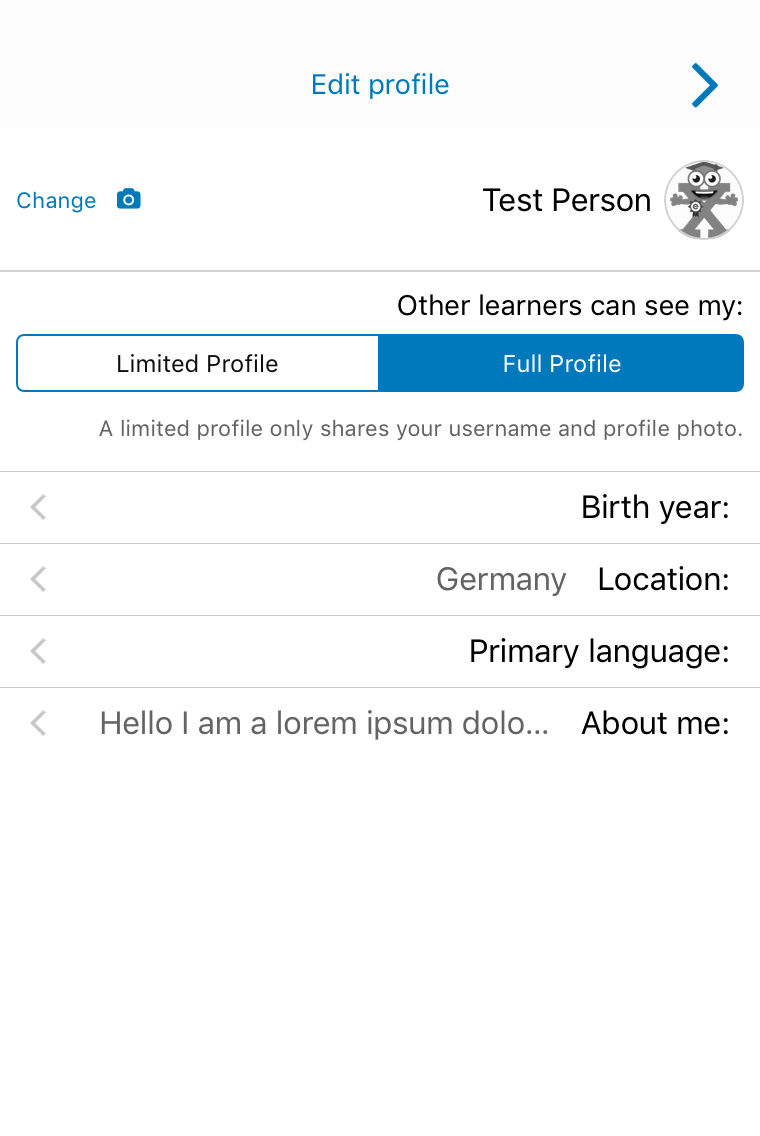 Edit profile
Test Person
Change
Other learners can see my:
Limited Profile
Full Profile
A limited profile only shares your username and profile photo.
Birth year:
Location: Germany
Primary language:
About me: Hello I am a lorem ipsum dolo...